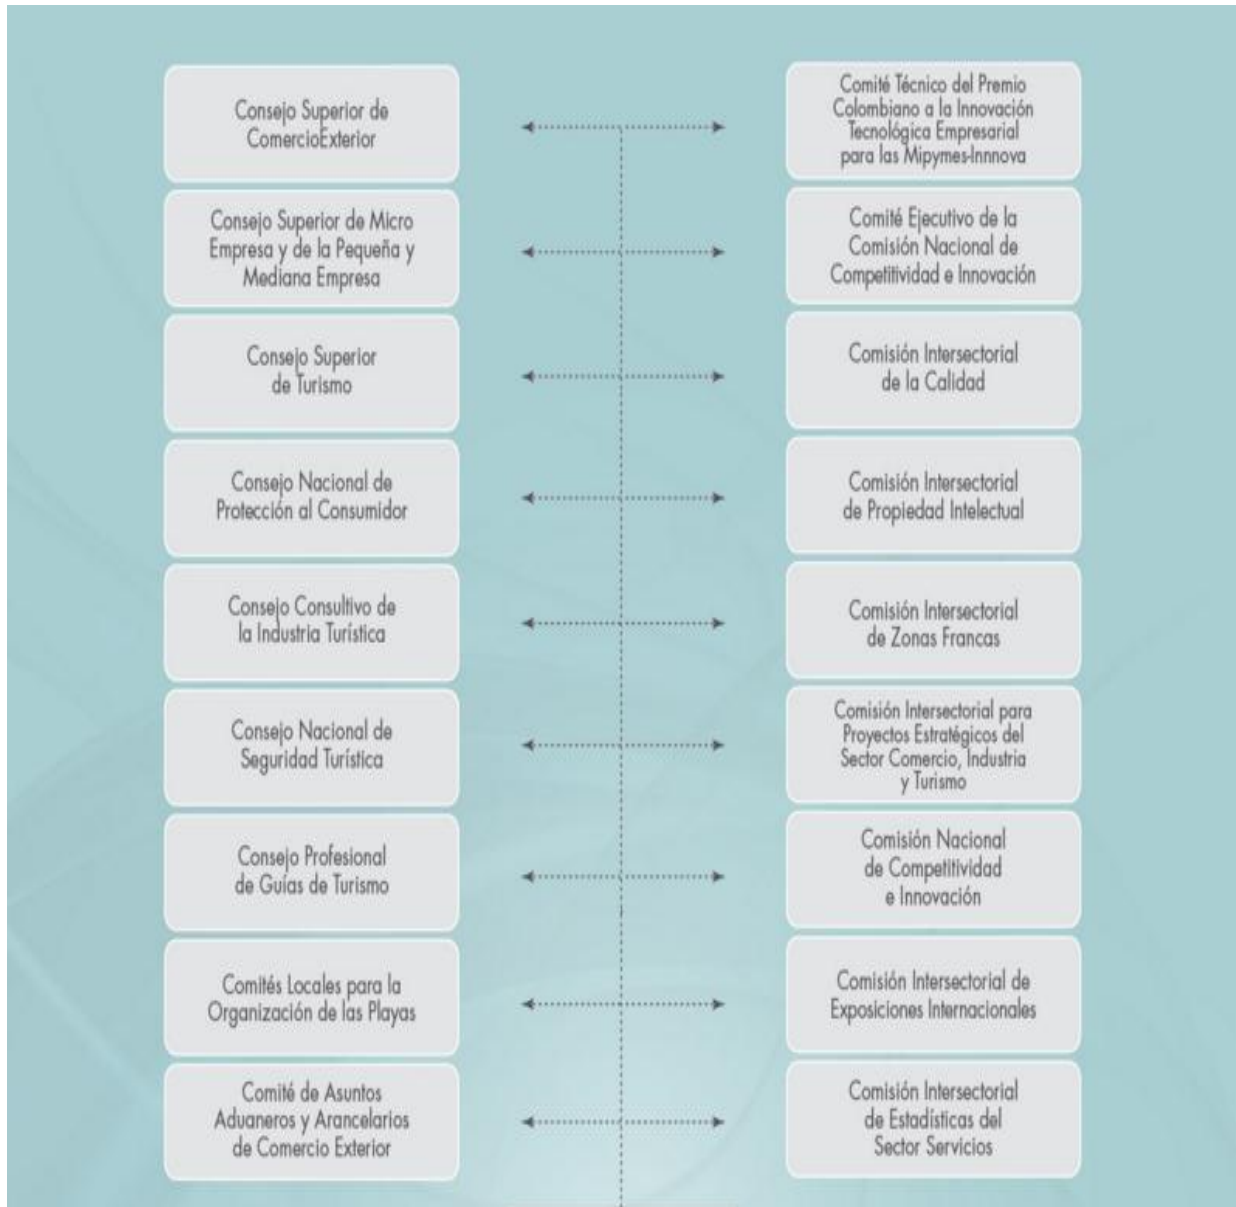 Consejo Superior de
ComercioExterior
Comité Técnico del Premio
Colombiano a la Innovación
Tecnológica Empresarial
para las Mipymes-Innnova
Consejo Superior de Micro
Empresa y de la Pequeña y
Mediana Empresa
Comité Ejecutivo de la
Comisión Nacional de
Competitividad e Innovación
Consejo Superior
de Turismo
Comisión Intersectorial
de la Calidad
Consejo Nacional de
Protección al Consumidor
Comisión Intersectorial
de Propiedad Intelectual
Consejo Consultivo de
la Industria Turística
Comisión Intersectorial
de Zonas Francas
Consejo Nacional de
Seguridad Turística
Comisión Intersectorial para
Proyectos Estratégicos del
Sector Comercio, Industria
y Turismo
Consejo Profesional
de Guías de Turismo
Comisión Nacional
de Competitividad
e Innovación
Comités Locales para la
Organización de las Playas
Comisión Intersectorial de
Exposiciones Internacionales
Comité de Asuntos
Aduaneros y Arancelarios
de Comercio Exterior
Comisión Intersectorial
de Estadísticas del
Sector Servicios